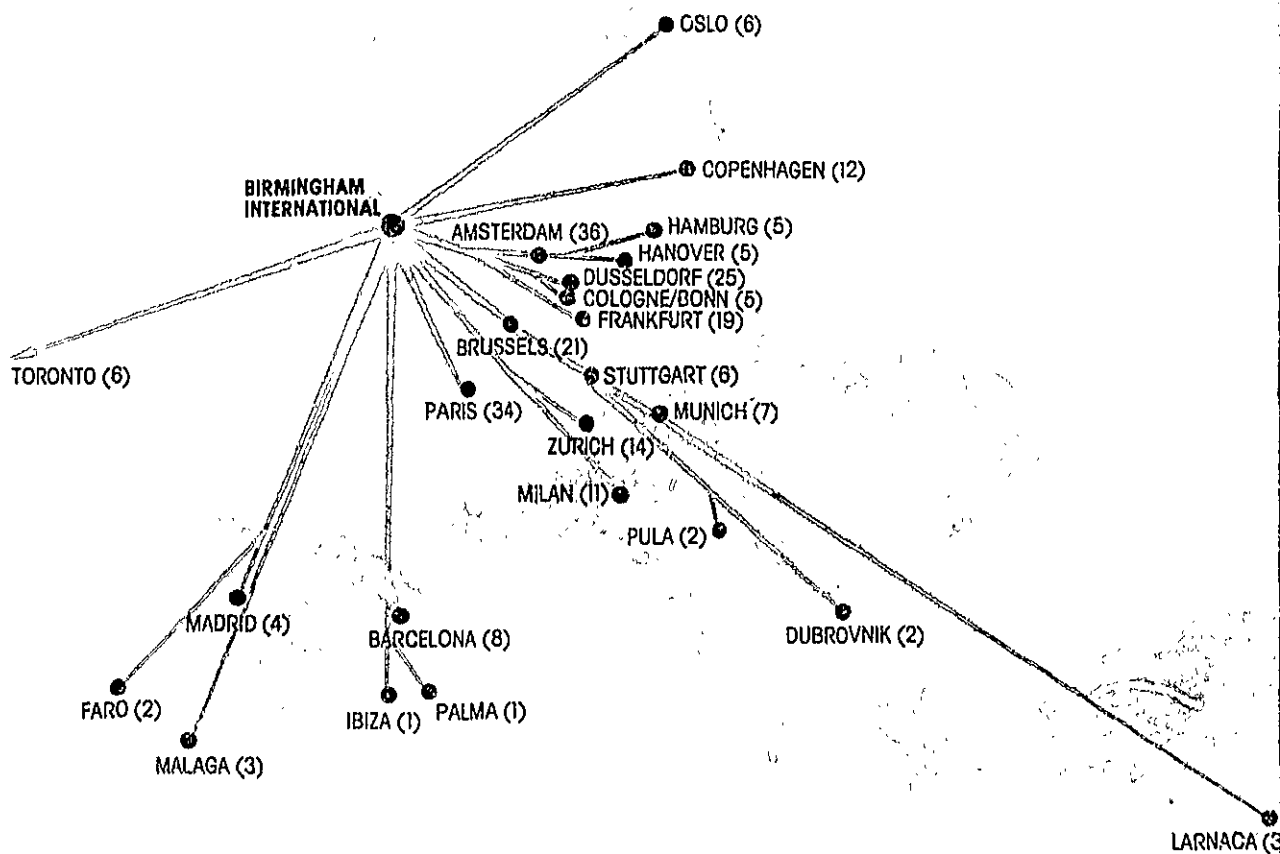 OSLO (6)
COPENHAGEN (12)
BIRMINGHAM
INTERNATIONAL
AMSTERDAM (36)
HAMBURG (5)
HANOVER (5)
DUSSELDORF (25)
COLOGNE/BONN (5)
FRANKFURT (19)
BRUSSELS (21)
TORONTO (6)
STUTTGART (6)
PARIS (34)
MUNICH (7)
ZURICH (14)
MILAN (11)
PULA (2)
MADRID (4)
BARCELONA (8)
DUBROVNIK (2)
FARO (2)
IBIZA (1)
PALMA (1)
MALAGA (3)
LARNACA (3